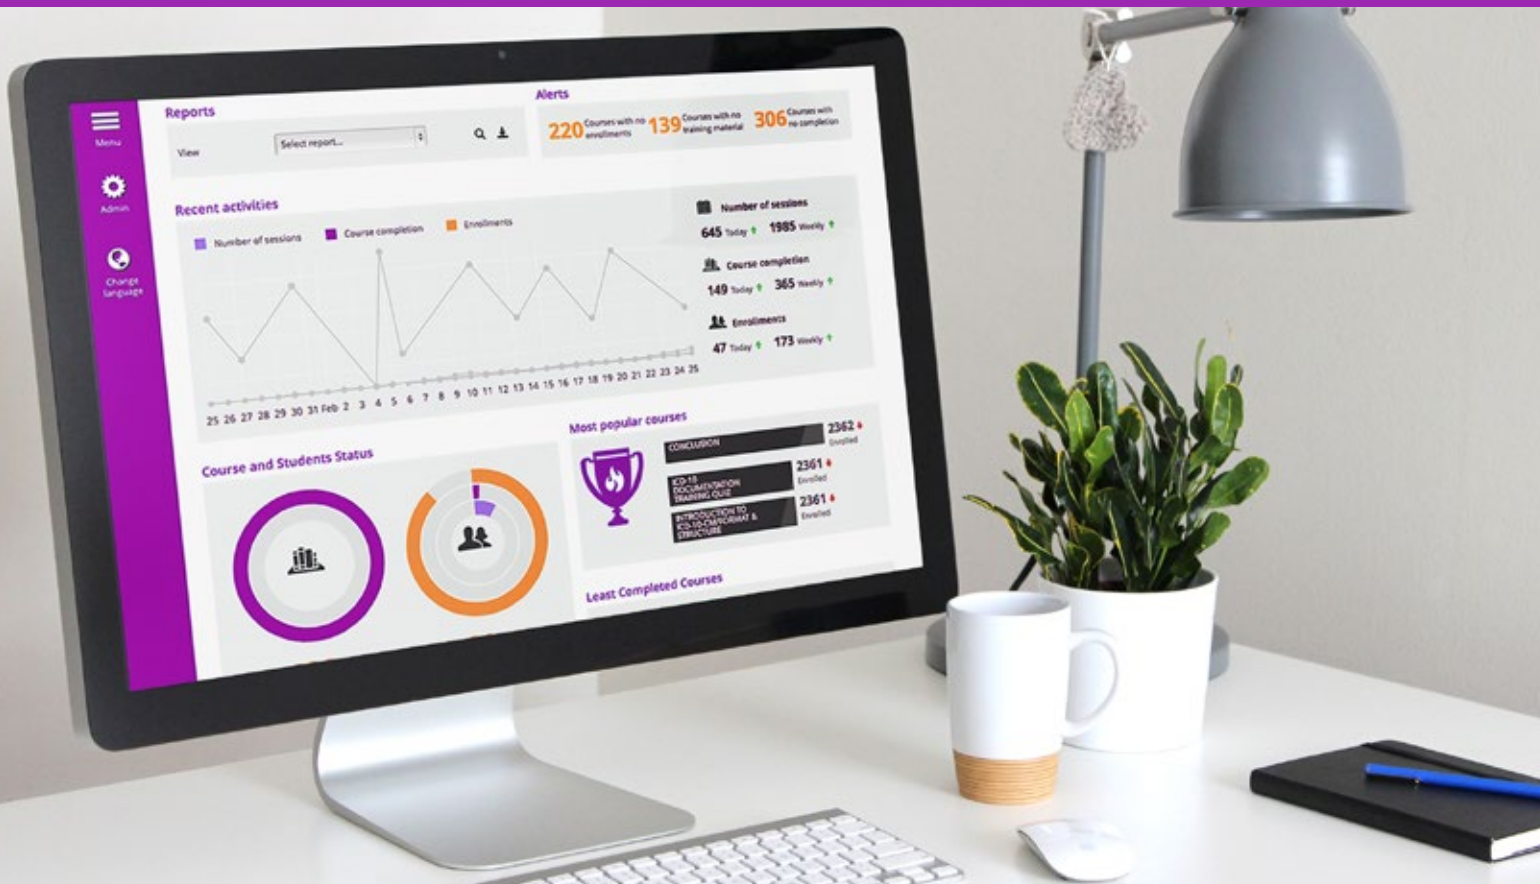 Menu
Admin
Change
language
Reports
View
Select report...
Alerts
220 Courses with no
enrollments
139 Courses with no
training material
306 Courses with
no completion
Recent activities
Number of sessions
Course completion
Enrollments
25 26 27 28 29 30 31 Feb 2 3 4 5 6 7 8 9 10 11 12 13 14 15 16 17 18 19 20 21 22 23 24 25
Number of sessions
645 Today 1985 Weekly
Course completion
149 Today 365 Weekly
Enrollments
47 Today 173 Weekly
Course and Students Status
Most popular courses
CONCLUSION
2362
Enrolled
ICD-10
DOCUMENTATION
TRAINING QUIZ
2361
Enrolled
INTRODUCTION TO
ICD-10-CM/FORMAT &
STRUCTURE
2361
Enrolled
Least Completed Courses